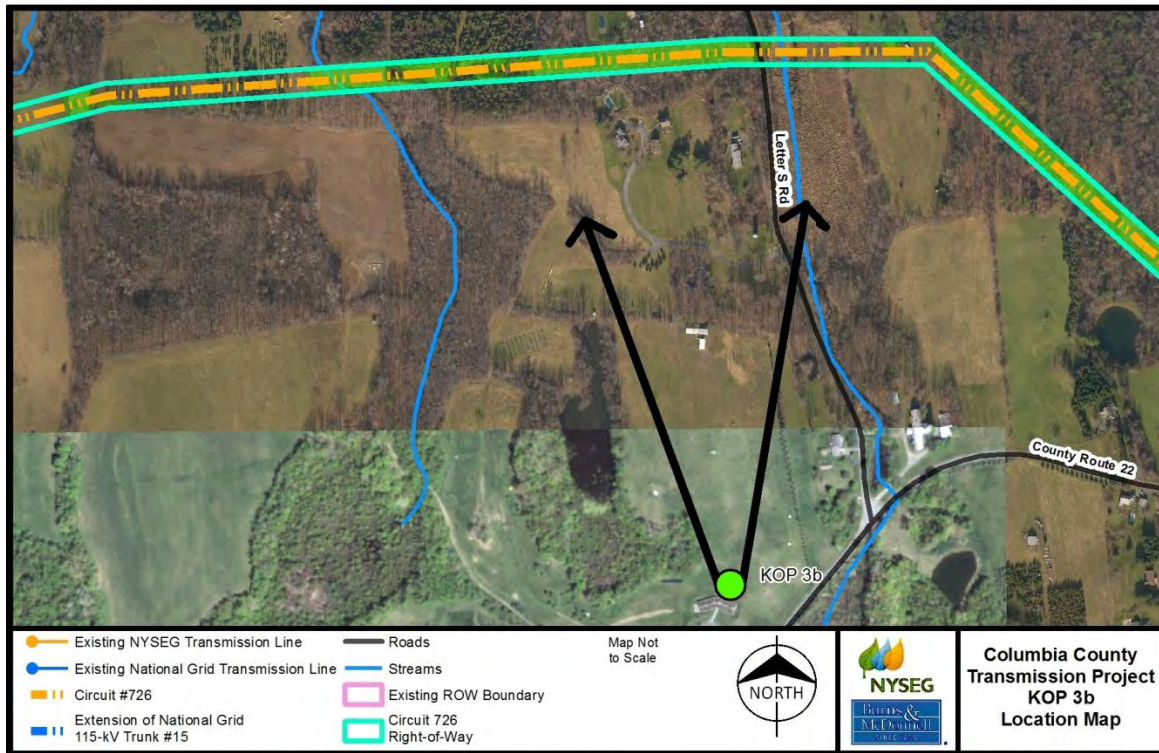 Letter S Rd
County Route 22
KOP 3b
Existing NYSEG Transmission Line
Existing National Grid Transmission Line
Circuit #726
Extension of National Grid
115-kV Trunk #15
Roads
Streams
Existing ROW Boundary
Circuit 726
Right-of-Way
Map Not
to Scale
NORTH
NYSEG
Burns &
McDonnell
Columbia County
Transmission Project
KOP 3b
Location Map